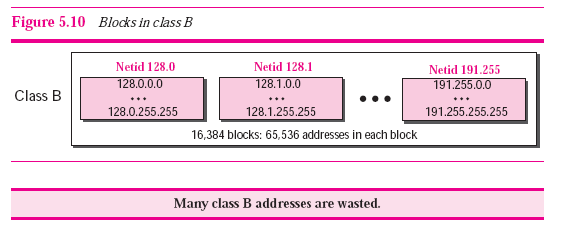 Figure 5.10 Blocks in class B
Netid 128.0 Netid 128.1 Netid 191.255
Class B 128.0.0.0 128.1.0.0 191.255.0.0
••• ••• ••• •••
128.0.255.255 128.1.255.255 191.255.255.255
16,384 blocks: 65,536 addresses in each block
Many class B addresses are wasted.